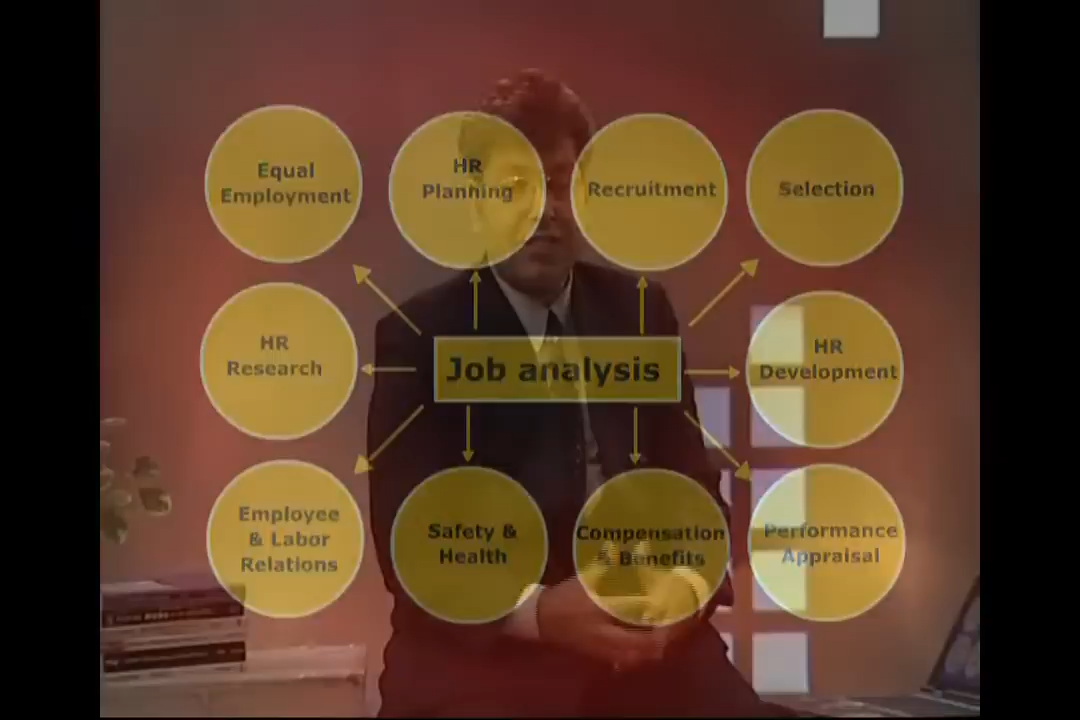 Equal
Employment
HR
Planning
Recruitment
Selection
HR
Research
Job analysis
HR
Development
Employee
& Labor
Relations
Safety &
Health
Compensation
& Benefits
Performance
Appraisal